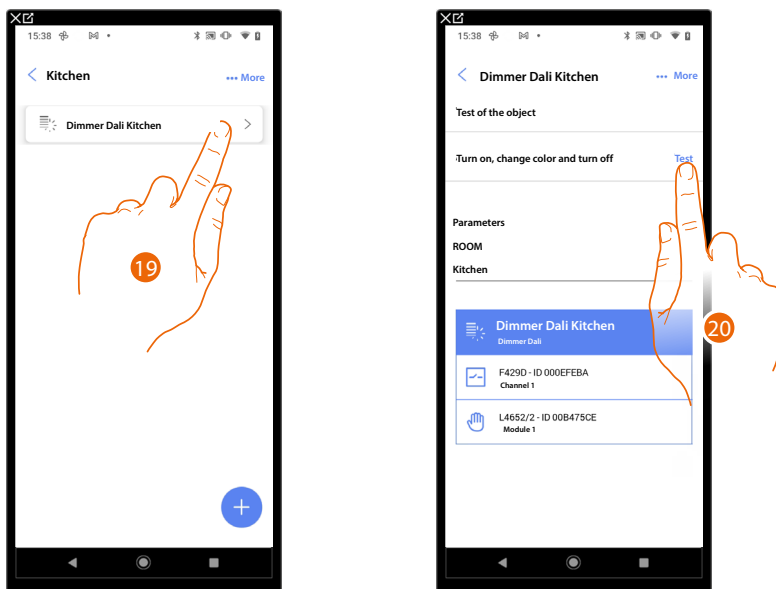 15:38
Kitchen
••• More
Dimmer Dali Kitchen
19
15:38
Dimmer Dali Kitchen
••• More
Test of the object
Turn on, change color and turn off
Test
Parameters
ROOM
Kitchen
Dimmer Dali Kitchen
Dimmer Dali
F429D - ID 000EFEBA
Channel 1
L4652/2 - ID 00B475CE
Module 1
20